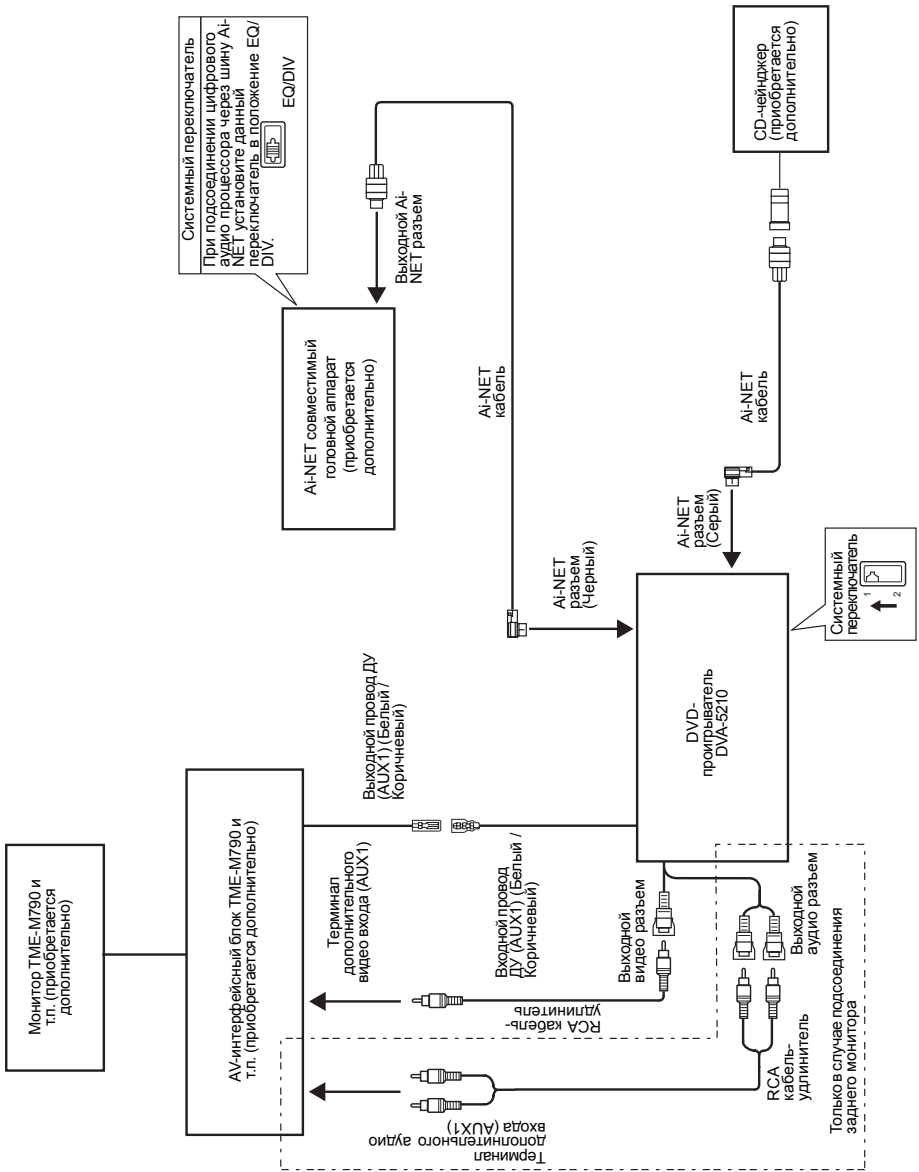 Монитор TME-M790 и
т.п. (приобретается
дополнительно)
AV-интерфейсный блок TME-M790 и
т.п. (приобретается дополнительно)
Системный переключатель
При подсоединении цифрового
аудио процессора через шину Ai-
NET установите данный
переключатель в положение EQ/
DIV.
EQ/DIV
Ai-NET совместимый
головной аппарат
(приобретается
дополнительно)
Выходной Ai-
NET разъем
Ai-NET
кабель
CD-чейнджер
(приобретается
дополнительно)
Ai-NET
кабель
Ai-NET
разъем
(Черный)
Ai-NET
разъем
(Серый)
Выходной провод ДУ
(AUX1) (Белый /
Коричневый)
Терминал
дополнительного
видео входа (AUX1)
Входной провод
ДУ (AUX1) (Белый /
Коричневый)
Выходной
видео разъем
RCA кабель-
удлинитель
Терминал
дополнительного аудио
входа (AUX1)
DVD-
проигрыватель
DVA-5210
Системный
переключатель
1
2
Выходной
аудио разъем
RCA
кабель-
удлинитель
Только в случае подсоединения
заднего монитора